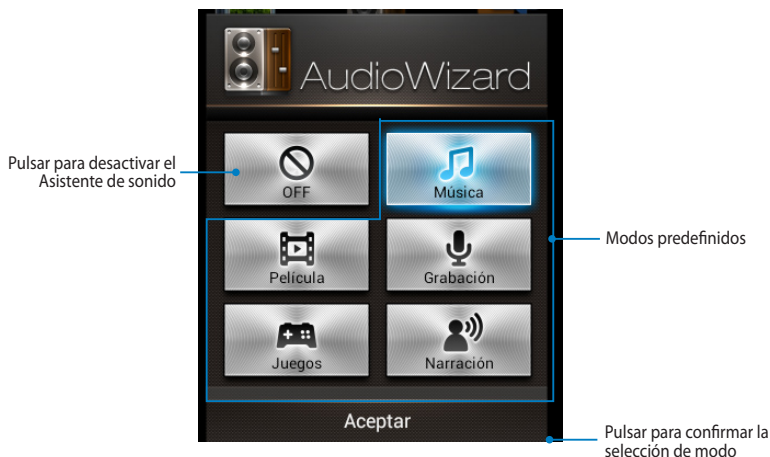 AudioWizard
Pulsar para desactivar el
Asistente de sonido
OFF
Música
Modos predefinidos
Película
Grabación
Juegos
Narración
Aceptar
Pulsar para confirmar la
selección de modo